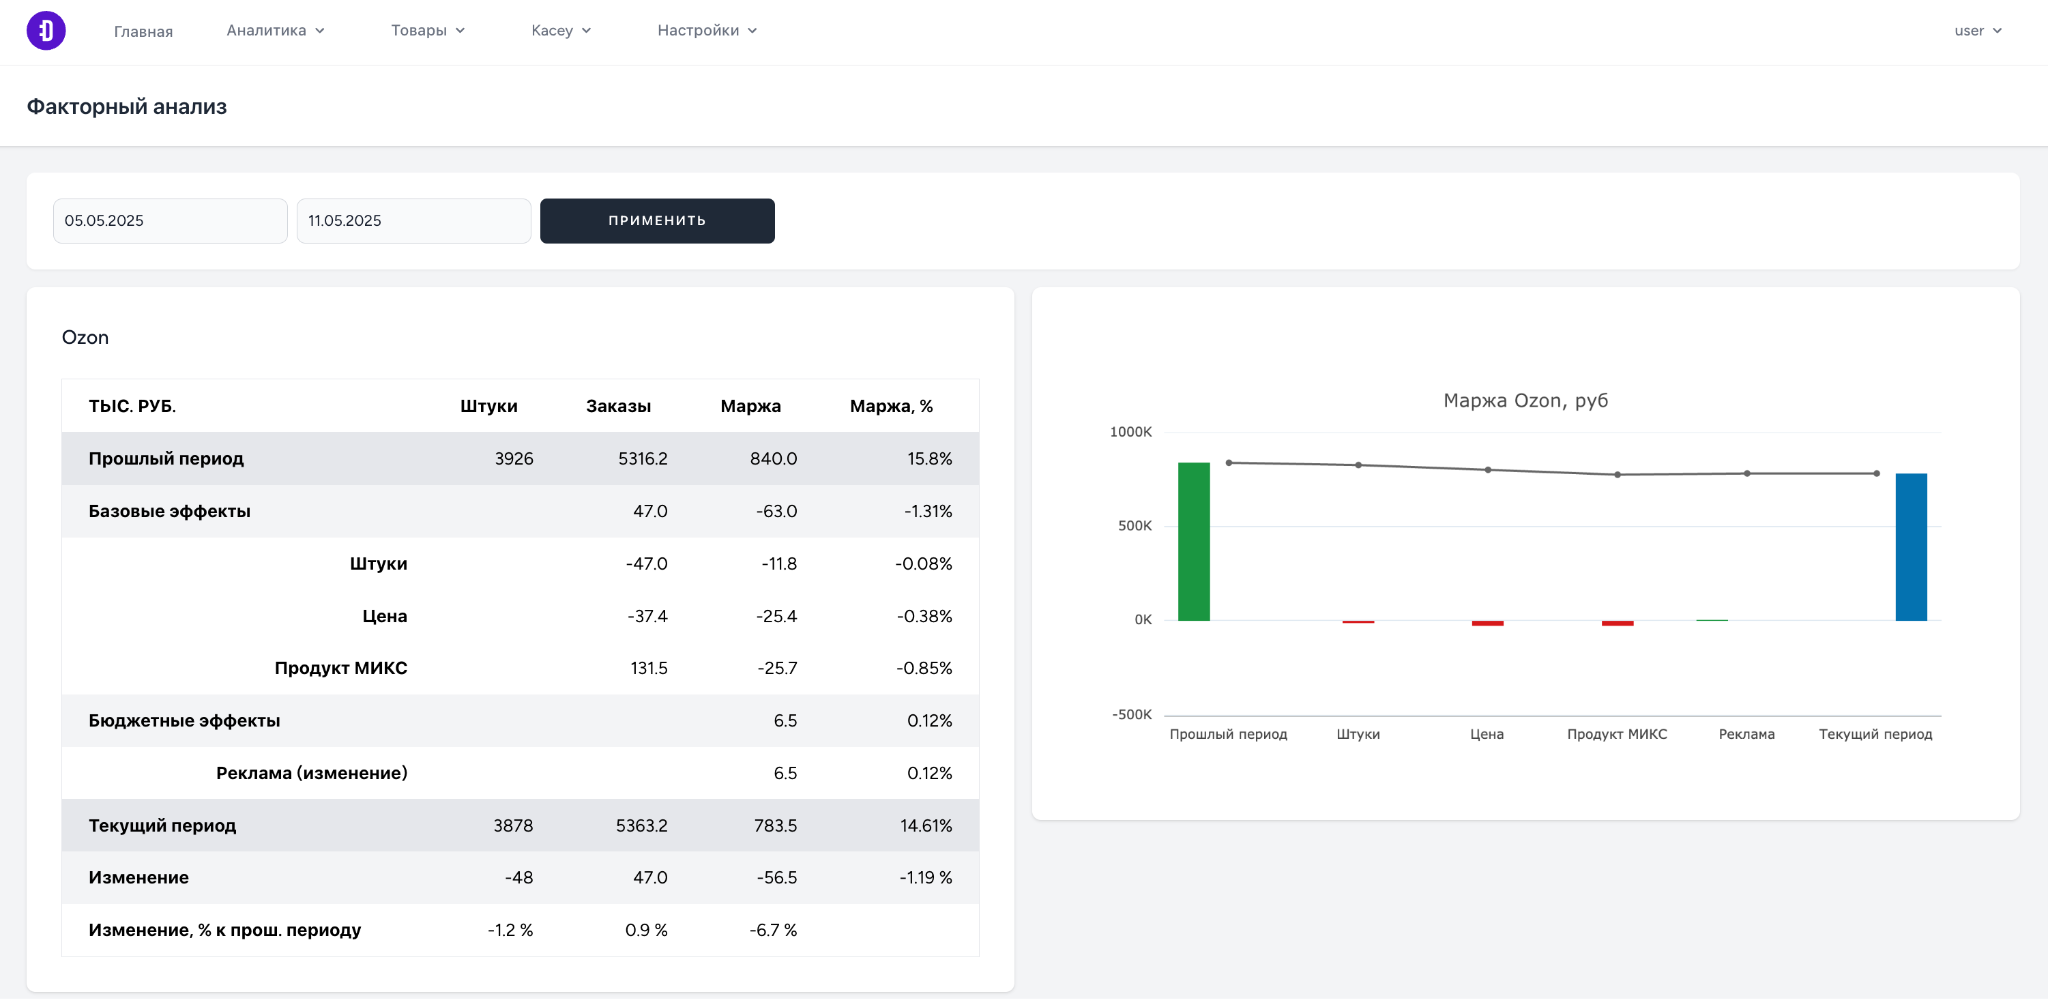 Главная Аналитика Товары Касеу Настройки user
Факторный анализ
05.05.2025 11.05.2025 ПРИМЕНИТЬ
Ozon
ТЫС. РУБ. Штуки Заказы Маржа Маржа, %
Прошлый период 3926 5316.2 840.0 15.8%
Базовые эффекты 47.0 -63.0 -1.31%
Штуки -47.0 -11.8 -0.08%
Цена -37.4 -25.4 -0.38%
Продукт МИКС 131.5 -25.7 -0.85%
Бюджетные эффекты 6.5 0.12%
Реклама (изменение) 6.5 0.12%
Текущий период 3878 5363.2 783.5 14.61%
Изменение -48 47.0 -56.5 -1.19 %
Изменение, % к прош. периоду -1.2 % 0.9 % -6.7 %
Маржа Ozon, руб
1000K
500K
0K
-500K
Прошлый период Штуки Цена Продукт МИКС Реклама Текущий период